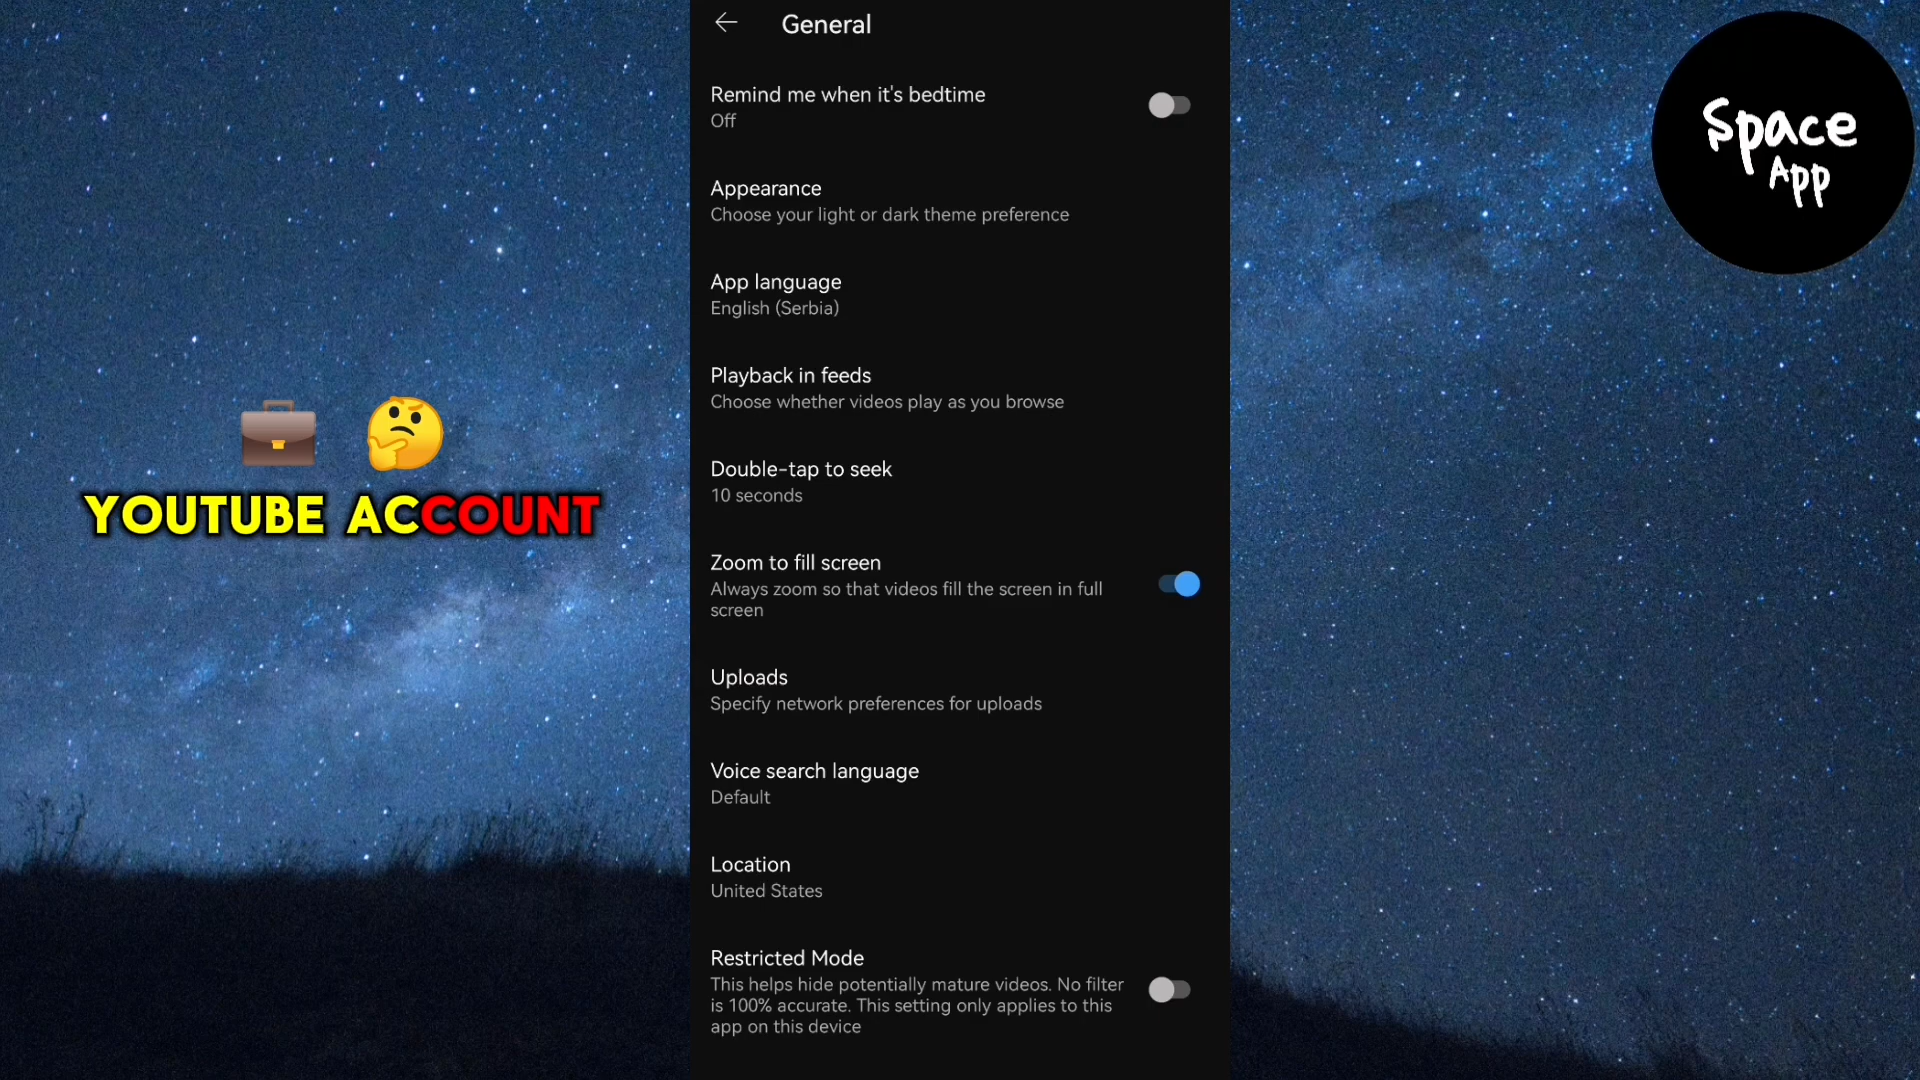 General
Remind me when it's bedtime
Off
Appearance
Choose your light or dark theme preference
App language
English (Serbia)
Playback in feeds
Choose whether videos play as you browse
Double-tap to seek
10 seconds
Zoom to fill screen
Always zoom so that videos fill the screen in full
screen
Uploads
Specify network preferences for uploads
Voice search language
Default
Location
United States
Restricted Mode
This helps hide potentially mature videos. No filter
is 100% accurate. This setting only applies to this
app on this device
YOUTUBE ACCOUNT
Space
App